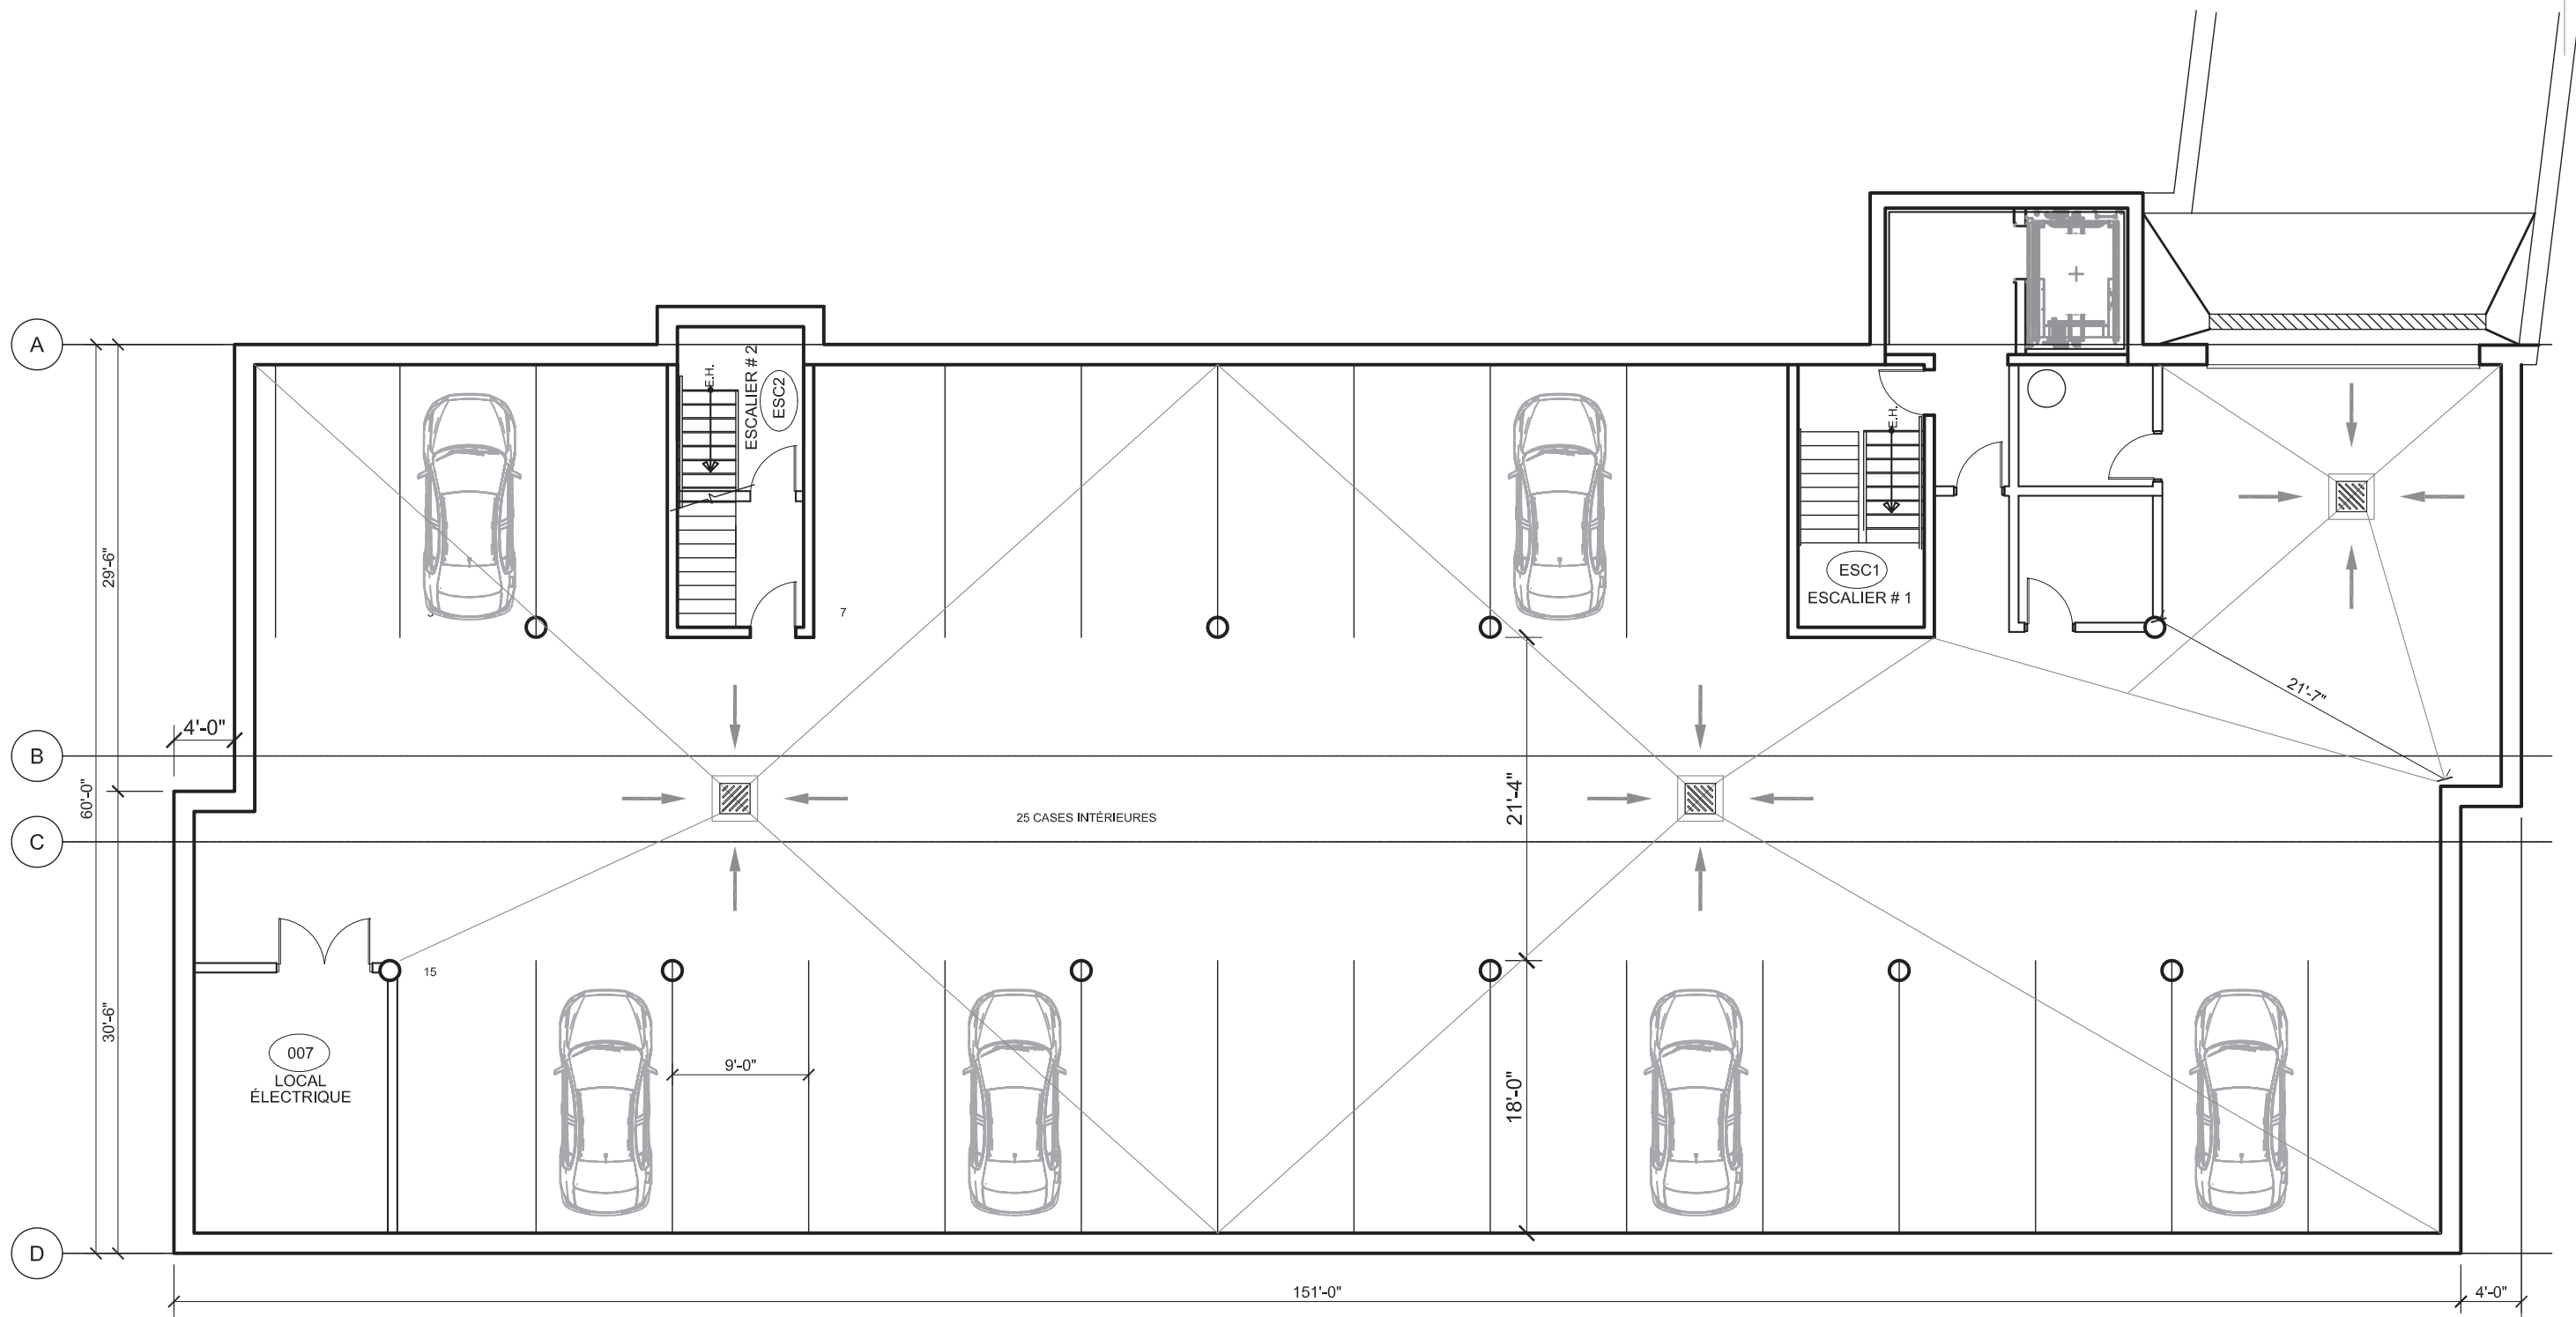 A
B
C
D
29'-6"
60'-0"
30'-6"
4'-0"
E.H.
ESCALIER # 2
ESC2
7
E.H.
ESC1
ESCALIER # 1
21'-7"
21'-4"
25 CASES INTÉRIEURES
15
007
LOCAL
ÉLECTRIQUE
9'-0"
18'-0"
151'-0"
4'-0"